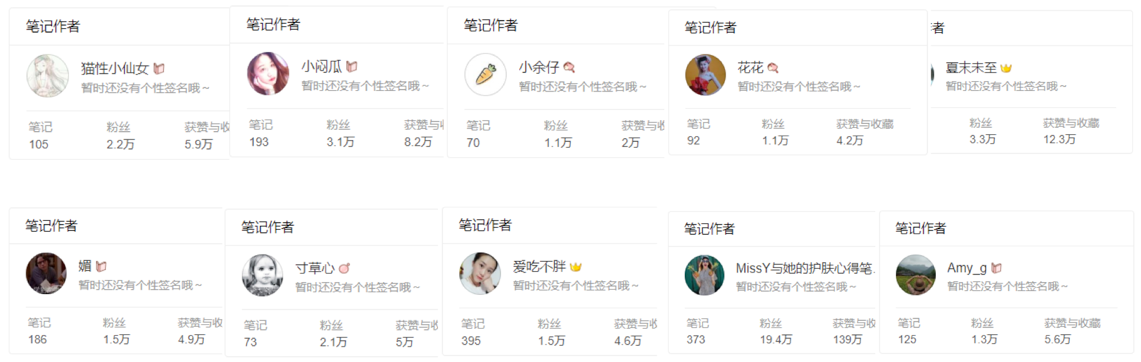 笔记作者
猫性小仙女
暂时还没有个性签名哦~
笔记 粉丝 获赞与收
105 2.2万 5.9万
笔记作者
小闷瓜
暂时还没有个性签名哦~
笔记 粉丝 获赞与收
193 3.1万 8.2万
笔记作者
小余仔
暂时还没有个性签名哦~
笔记 粉丝 获赞与收
70 1.1万 2万
笔记作者
花花
暂时还没有个性签名哦~
笔记 粉丝 获赞与收藏
92 1.1万 4.2万
作者
夏末未至
暂时还没有个性签名哦~
粉丝 获赞与收藏
3.3万 12.3万
笔记作者
媚
暂时还没有个性签名哦~
笔记 粉丝 获赞与收
186 1.5万 4.9万
笔记作者
寸草心
暂时还没有个性签名哦~
笔记 粉丝 获赞与收
73 2.1万 5万
笔记作者
爱吃不胖
暂时还没有个性签名哦~
笔记 粉丝 获赞与收
395 1.5万 4.6万
笔记作者
MissY与她的护肤心得笔...
暂时还没有个性签名哦~
笔记 粉丝 获赞与收
373 19.4万 139万
笔记作者
Amy_g
暂时还没有个性签名哦~
笔记 粉丝 获赞与收藏
125 1.3万 5.6万